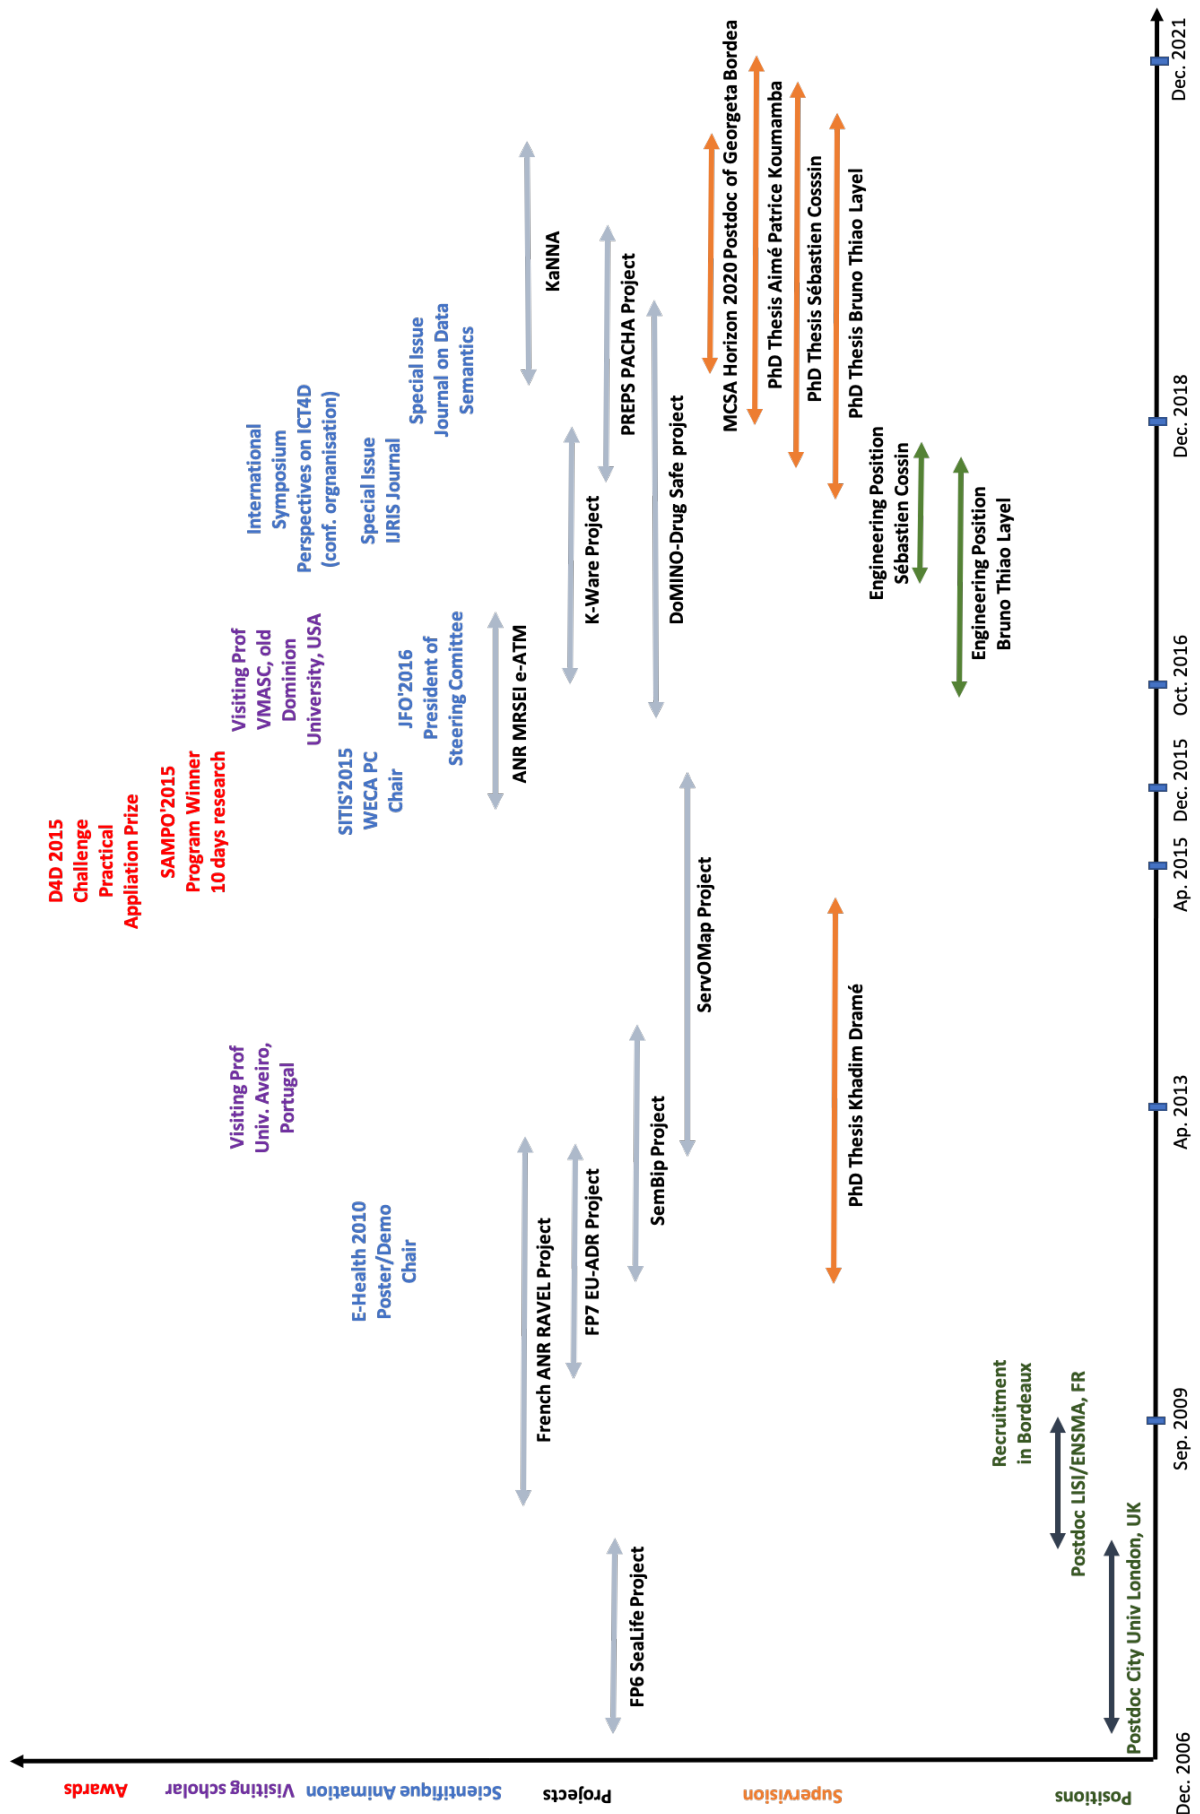 Awards
D4D 2015
Challenge
Practical
Appliation Prize
SAMPO'2015
Program Winner
10 days research
Visiting scholar
Visiting Prof
Univ. Aveiro,
Portugal
Visiting Prof
VMASC, old
Dominion
University, USA
Scientifique Animation
E-Health 2010
Poster/Demo
Chair
SITIS'2015
WECA PC
Chair
JFO'2016
President of
Steering Comittee
International
Symposium
Perspectives on ICT4D
(conf. orgnanisation)
Special Issue
IJRIS Journal
Special Issue
Journal on Data
Semantics
Projects
FP6 SeaLife Project
French ANR RAVEL Project
FP7 EU-ADR Project
SemBip Project
ServOMap Project
ANR MRSEI e-ATM
K-Ware Project
DoMINO-Drug Safe project
PREPS PACHA Project
KaNNA
Supervision
PhD Thesis Khadim Dramé
MCSA Horizon 2020 Postdoc of Georgeta Bordea
PhD Thesis Aimé Patrice Koumamba
PhD Thesis Sébastien Cosssin
PhD Thesis Bruno Thiao Layel
Engineering Position
Sébastien Cossin
Engineering Position
Bruno Thiao Layel
Positions
Recruitment
in Bordeaux
Postdoc LISI/ENSMA, FR
Postdoc City Univ London, UK
Dec. 2006
Sep. 2009
Ap. 2013
Ap. 2015
Dec. 2015
Oct. 2016
Dec. 2018
Dec. 2021